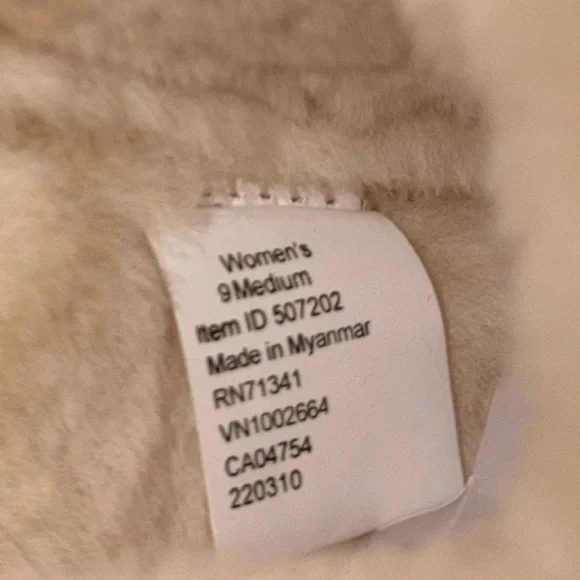 Women's
9 Medium
Item ID 507202
Made in Myanmar
RN71341
VN1002664
CA04754
220310